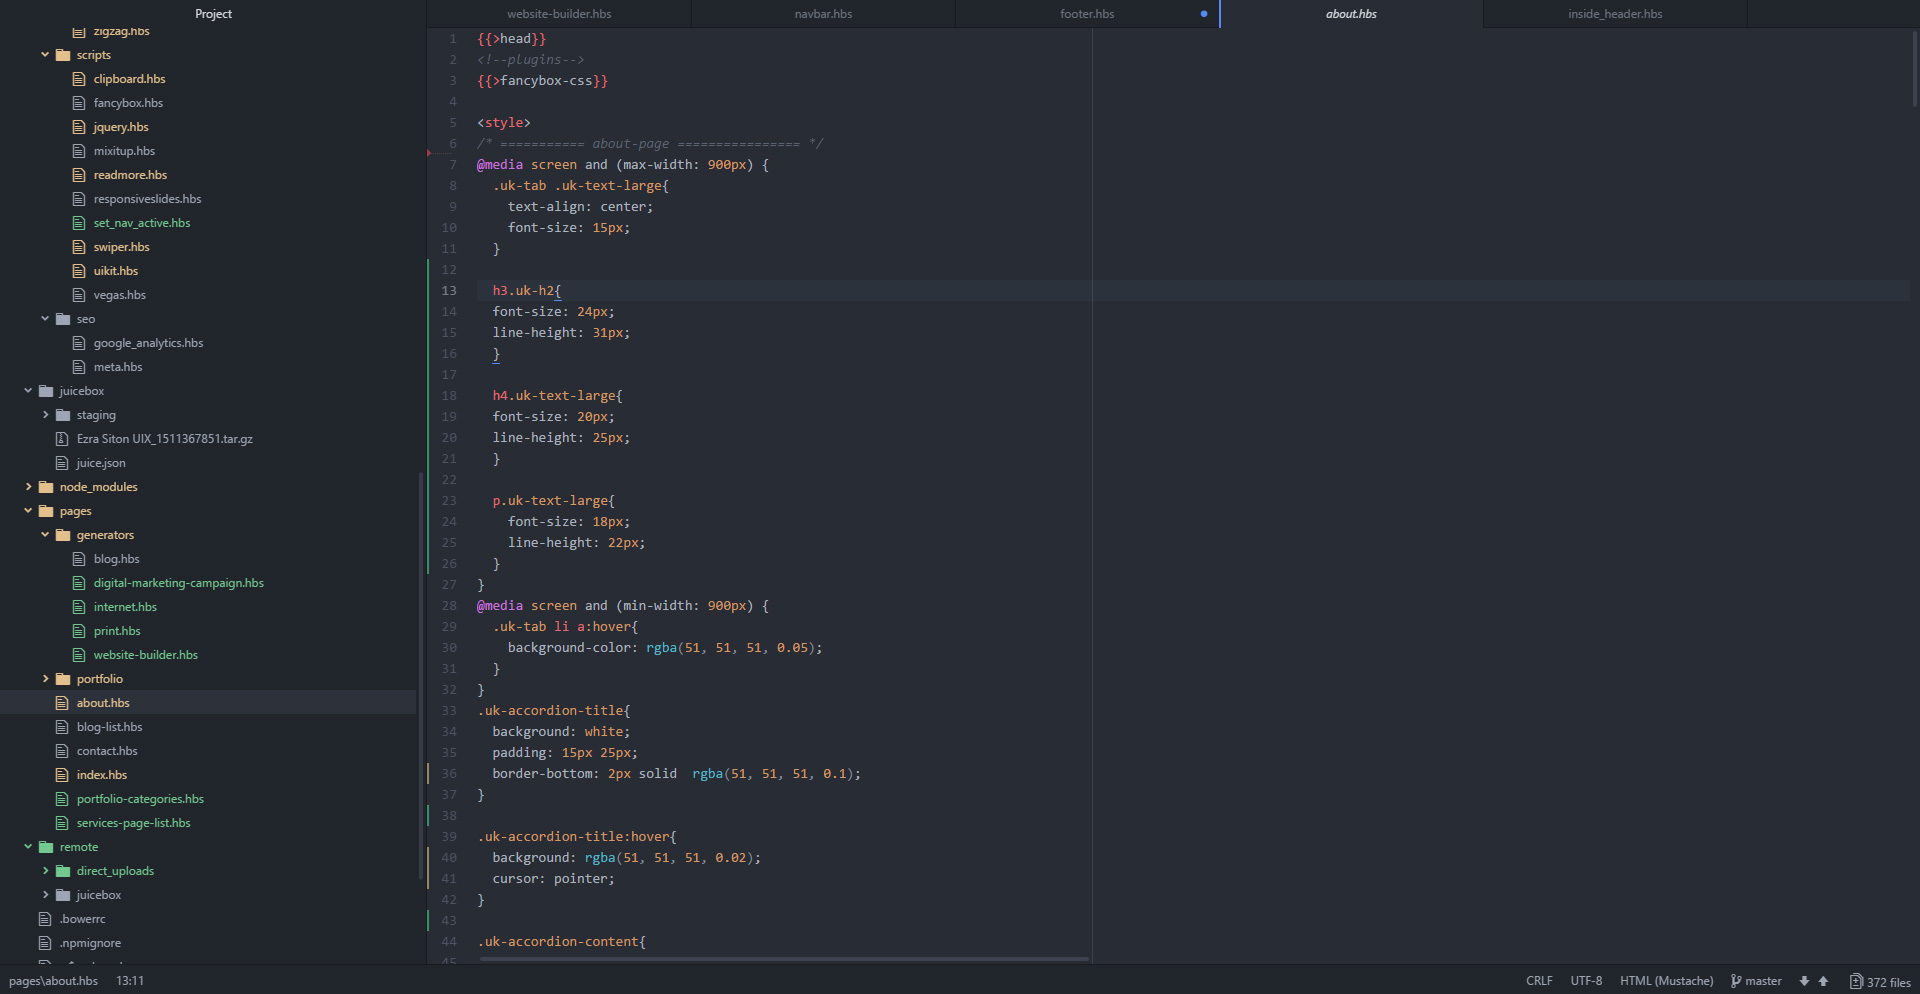 Project
zigzag.hbs
scripts
clipboard.hbs
fancybox.hbs
jquery.hbs
mixitup.hbs
readmore.hbs
responsiveslides.hbs
set_nav_active.hbs
swiper.hbs
uikit.hbs
vegas.hbs
seo
google_analytics.hbs
meta.hbs
juicebox
staging
Ezra Siton UIX_1511367851.tar.gz
juice.json
node_modules
pages
generators
blog.hbs
digital-marketing-campaign.hbs
internet.hbs
print.hbs
website-builder.hbs
portfolio
about.hbs
blog-list.hbs
contact.hbs
index.hbs
portfolio-categories.hbs
services-page-list.hbs
remote
direct_uploads
juicebox
.bowerrc
.npmignore
website-builder.hbs navbar.hbs footer.hbs about.hbs inside_header.hbs
1 {{>head}}
2 <!--plugins-->
3 {{>fancybox-css}}
4
5 <style>
6 /* =========== about-page ================ */
7 @media screen and (max-width: 900px) {
8 .uk-tab .uk-text-large{
9 text-align: center;
10 font-size: 15px;
11 }
12
13 h3.uk-h2{
14 font-size: 24px;
15 line-height: 31px;
16 }
17
18 h4.uk-text-large{
19 font-size: 20px;
20 line-height: 25px;
21 }
22
23 p.uk-text-large{
24 font-size: 18px;
25 line-height: 22px;
26 }
27 }
28 @media screen and (min-width: 900px) {
29 .uk-tab li a:hover{
30 background-color: rgba(51, 51, 51, 0.05);
31 }
32 }
33 .uk-accordion-title{
34 background: white;
35 padding: 15px 25px;
36 border-bottom: 2px solid  rgba(51, 51, 51, 0.1);
37 }
38
39 .uk-accordion-title:hover{
40 background: rgba(51, 51, 51, 0.02);
41 cursor: pointer;
42 }
43
44 .uk-accordion-content{
45
pages\about.hbs 13:11 CRLF UTF-8 HTML (Mustache) master 372 files